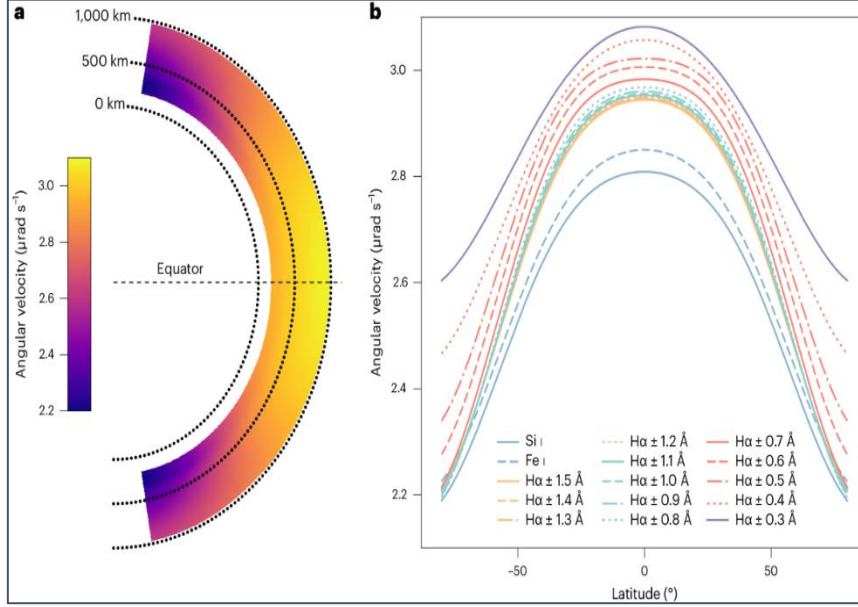 a
1,000 km
500 km
0 km
3.0
2.8
2.6
2.4
2.2
Angular velocity (μrad s⁻¹)
Equator
b
3.0
2.8
2.6
2.4
2.2
Angular velocity (μrad s⁻¹)
Si I
Fe I
Hα ± 1.5 Å
Hα ± 1.4 Å
Hα ± 1.3 Å
Hα ± 1.2 Å
Hα ± 1.1 Å
Hα ± 1.0 Å
Hα ± 0.9 Å
Hα ± 0.8 Å
Hα ± 0.7 Å
Hα ± 0.6 Å
Hα ± 0.5 Å
Hα ± 0.4 Å
Hα ± 0.3 Å
-50
0
50
Latitude (°)